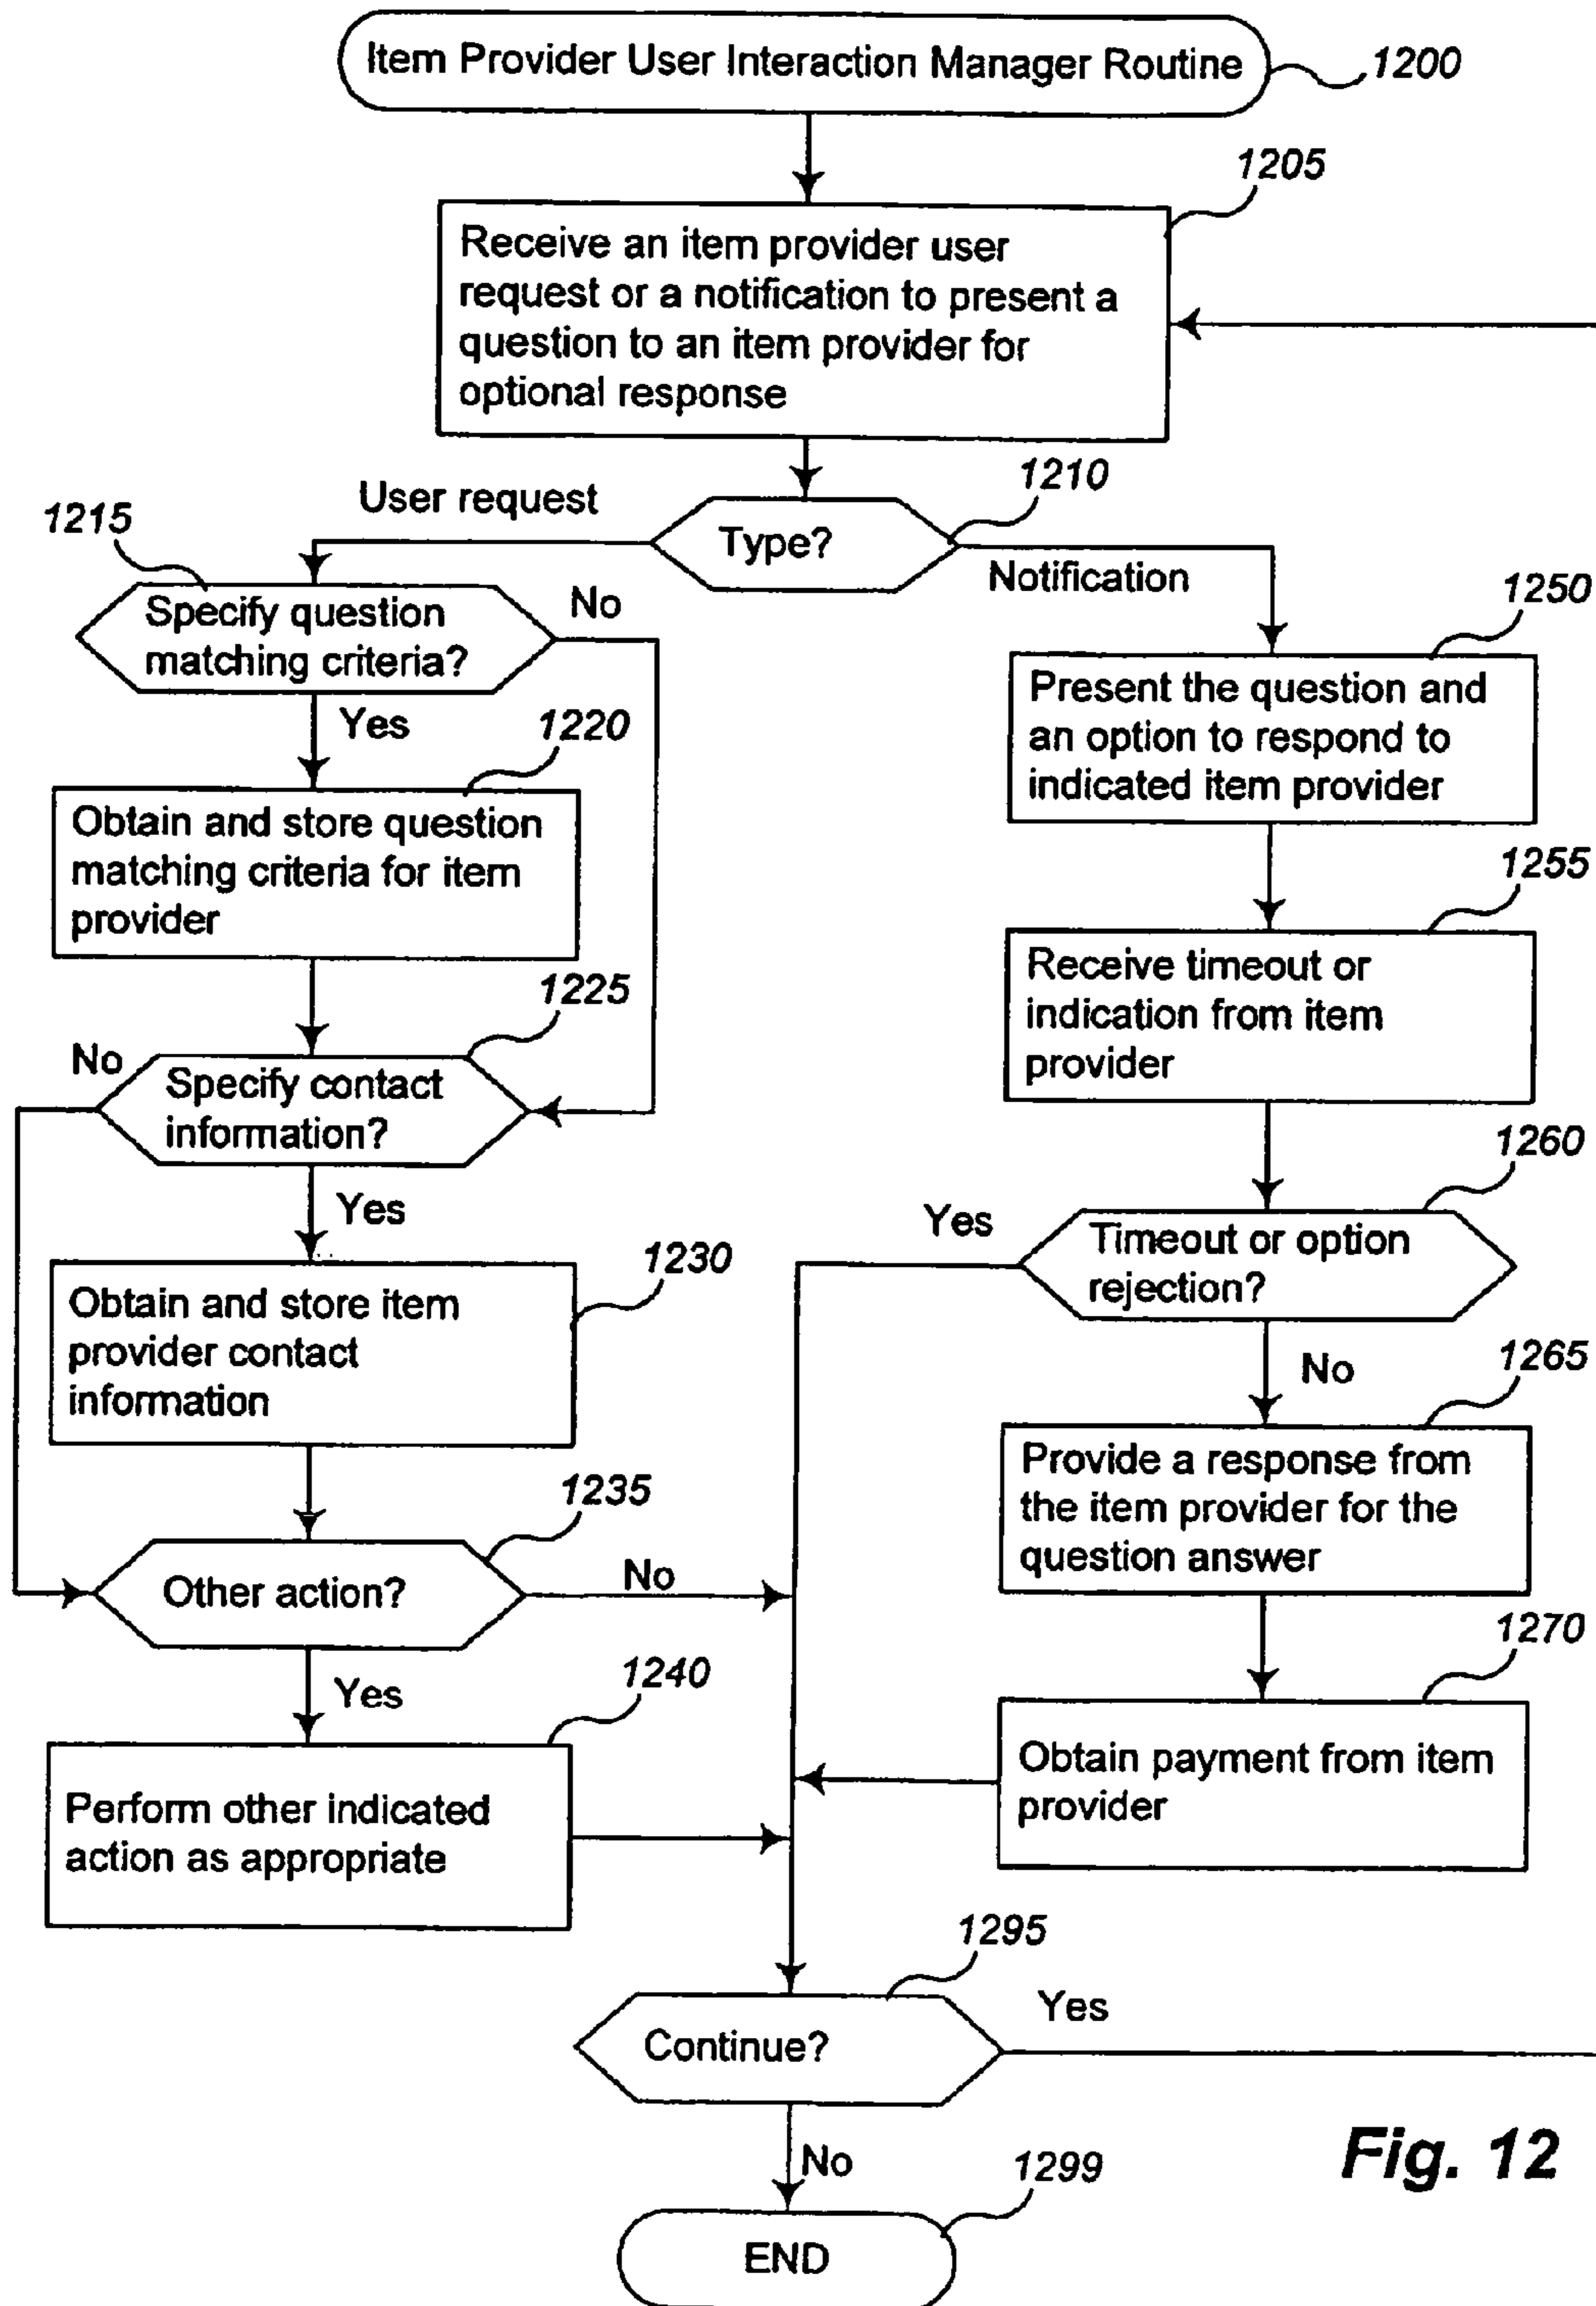 Item Provider User Interaction Manager Routine
1200
1205
Receive an item provider user
request or a notification to present a
question to an item provider for
optional response
1210
User request
Type?
Notification
1215
Specify question
matching criteria?
No
Yes
1220
Obtain and store question
matching criteria for item
provider
1225
No
Specify contact
information?
Yes
1230
Obtain and store item
provider contact
information
1235
Other action?
No
Yes
1240
Perform other indicated
action as appropriate
1250
Present the question and
an option to respond to
indicated item provider
1255
Receive timeout or
indication from item
provider
1260
Yes
Timeout or option
rejection?
No
1265
Provide a response from
the item provider for the
question answer
1270
Obtain payment from item
provider
1295
Continue?
Yes
No
1299
END
Fig. 12